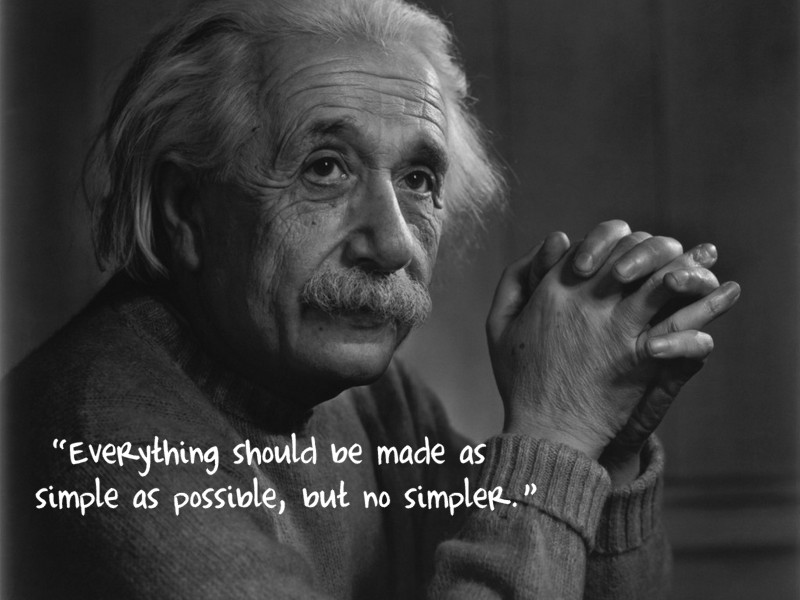 “Everything should be made as
simple as possible, but no simpler.”